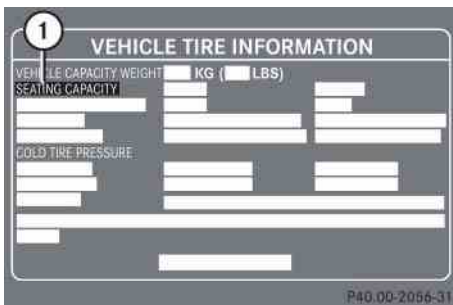 1
VEHICLE TIRE INFORMATION
VEHICLE CAPACITY WEIGHT KG ( LBS)
SEATING CAPACITY
COLD TIRE PRESSURE
P40.00-2056-31